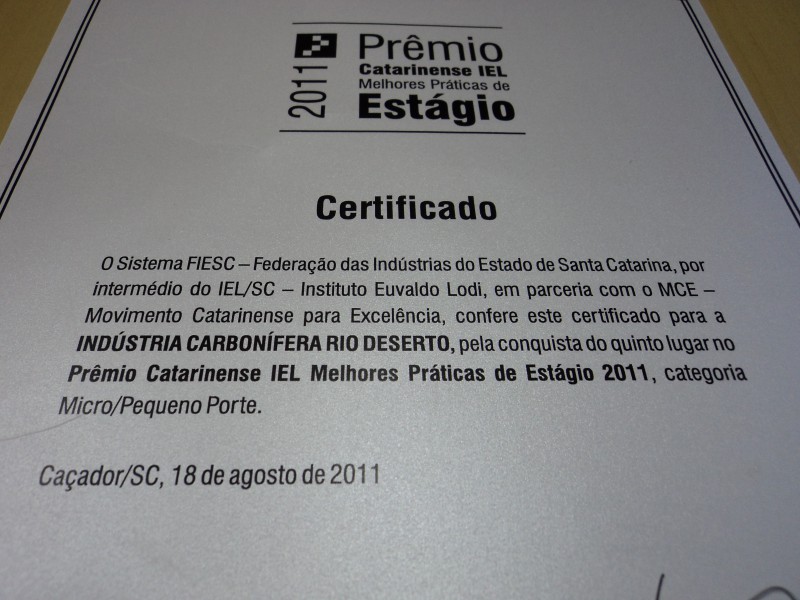 2011
Prêmio
Catarinense IEL
Melhores Práticas de
Estágio
Certificado
O Sistema FIESC – Federação das Indústrias do Estado de Santa Catarina, por
intermédio do IEL/SC – Instituto Euvaldo Lodi, em parceria com o MCE –
Movimento Catarinense para Excelência, confere este certificado para a
INDÚSTRIA CARBONÍFERA RIO DESERTO, pela conquista do quinto lugar no
Prêmio Catarinense IEL Melhores Práticas de Estágio 2011, categoria
Micro/Pequeno Porte.
Caçador/SC, 18 de agosto de 2011